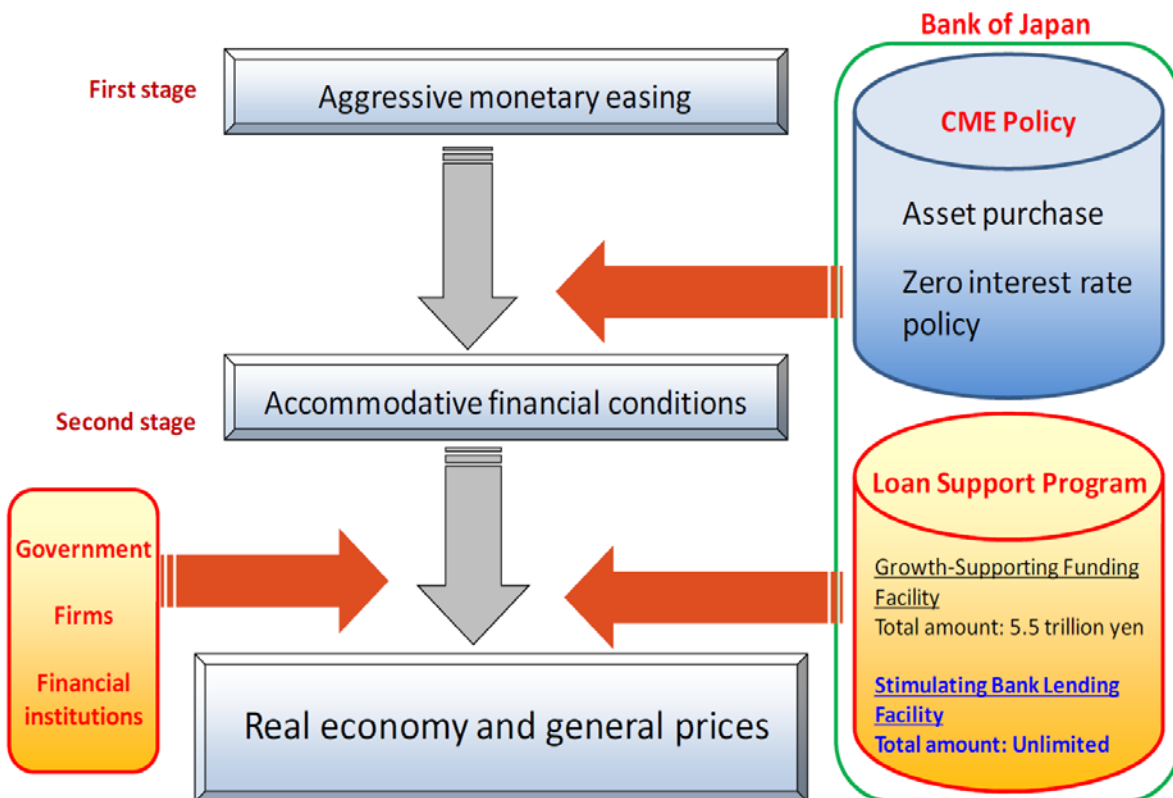 Bank of Japan
First stage
Aggressive monetary easing
CME Policy
Asset purchase
Zero interest rate
policy
Second stage
Accommodative financial conditions
Loan Support Program
Growth-Supporting Funding
Facility
Total amount: 5.5 trillion yen
Stimulating Bank Lending
Facility
Total amount: Unlimited
Government
Firms
Financial
institutions
Real economy and general prices